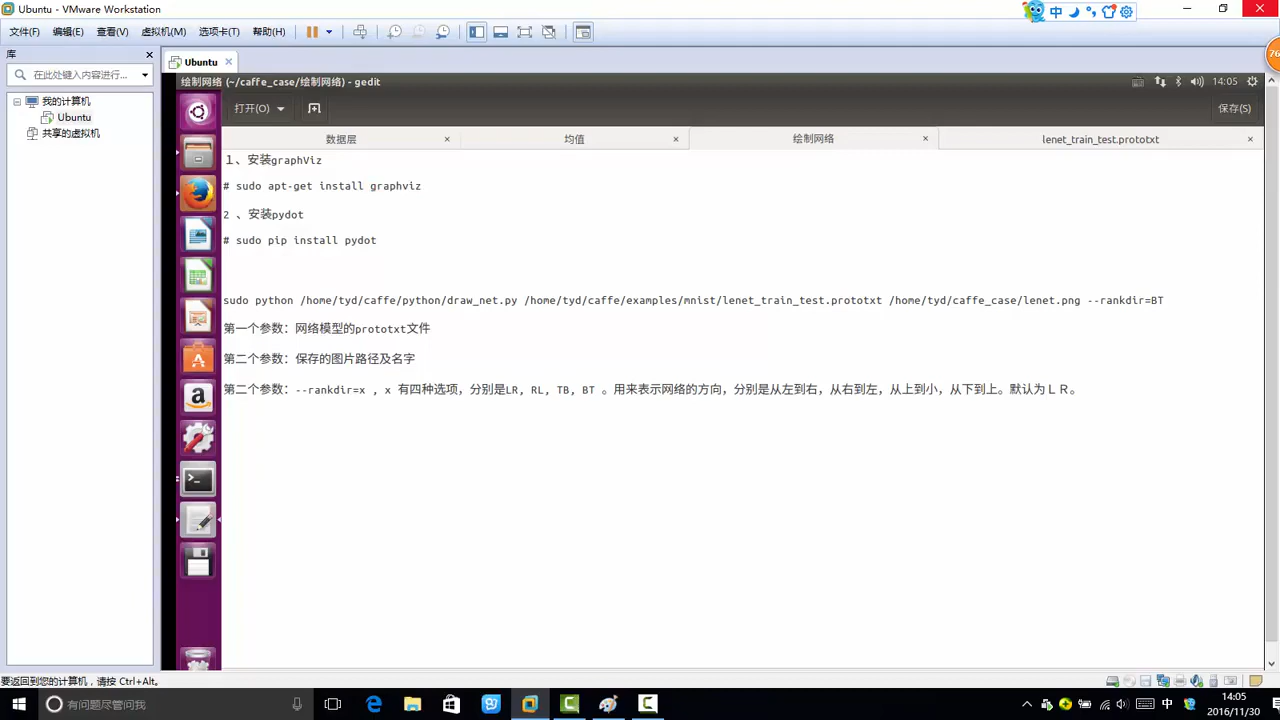 Ubuntu - VMware Workstation
中
文件(F) 编辑(E) 查看(V) 虚拟机(M) 选项卡(T) 帮助(H)
库
在此处键入内容进行...
我的计算机
Ubuntu
共享的虚拟机
Ubuntu
绘制网络 (~/caffe_case/绘制网络) - gedit
14:05
打开(O)
保存(S)
数据层 均值 绘制网络 lenet_train_test.prototxt
1、安装graphViz
# sudo apt-get install graphviz
2 、安装pydot
# sudo pip install pydot
sudo python /home/tyd/caffe/python/draw_net.py /home/tyd/caffe/examples/mnist/lenet_train_test.prototxt /home/tyd/caffe_case/lenet.png --rankdir=BT
第一个参数：网络模型的prototxt文件
第二个参数：保存的图片路径及名字
第二个参数：--rankdir=x , x 有四种选项，分别是LR, RL, TB, BT 。用来表示网络的方向，分别是从左到右，从右到左，从上到小，从下到上。默认为ＬＲ。
要返回到您的计算机，请按 Ctrl+Alt。
有问题尽管问我
中
14:05
2016/11/30